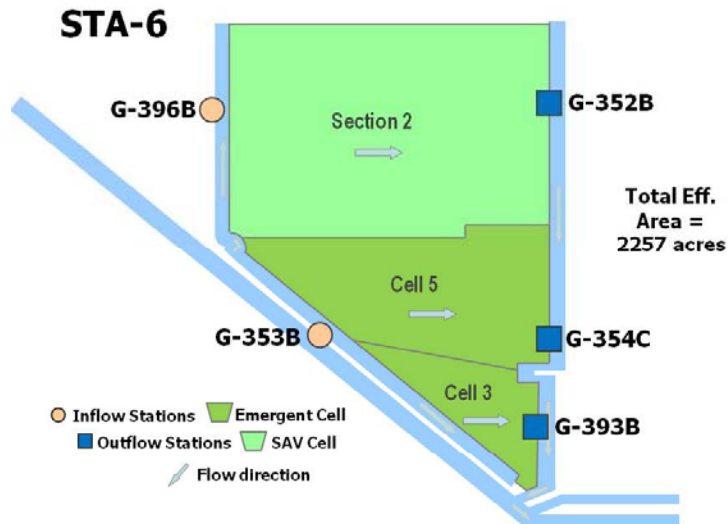 STA-6
G-396B
G-352B
Section 2
Total Eff.
Area =
2257 acres
Cell 5
G-353B
G-354C
Cell 3
Inflow Stations
Emergent Cell
G-393B
Outflow Stations
SAV Cell
Flow direction